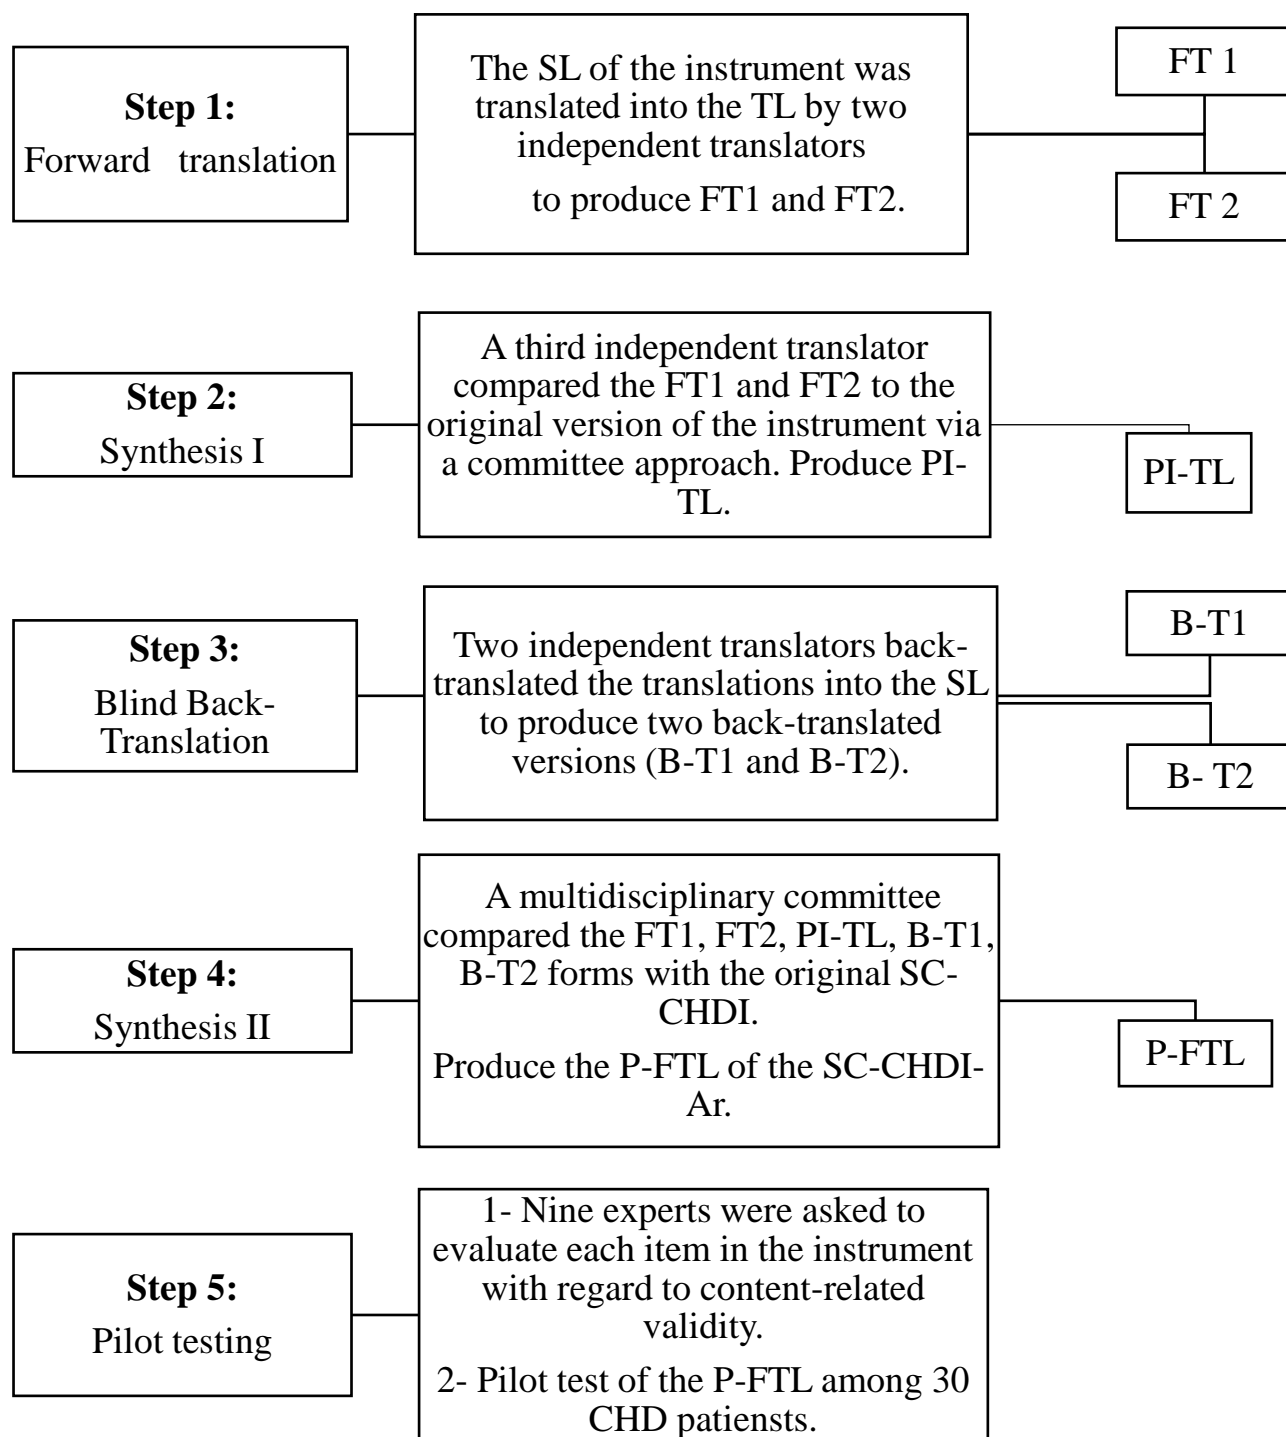 Step 1:
Forward translation
The SL of the instrument was
translated into the TL by two
independent translators
to produce FT1 and FT2.
FT 1
FT 2
Step 2:
Synthesis I
A third independent translator
compared the FT1 and FT2 to the
original version of the instrument via
a committee approach. Produce PI-
TL.
PI-TL
Step 3:
Blind Back-
Translation
Two independent translators back-
translated the translations into the SL
to produce two back-translated
versions (B-T1 and B-T2).
B-T1
B- T2
Step 4:
Synthesis II
A multidisciplinary committee
compared the FT1, FT2, PI-TL, B-T1,
B-T2 forms with the original SC-
CHDI.
Produce the P-FTL of the SC-CHDI-
Ar.
P-FTL
Step 5:
Pilot testing
1- Nine experts were asked to
evaluate each item in the instrument
with regard to content-related
validity.
2- Pilot test of the P-FTL among 30
CHD patiensts.